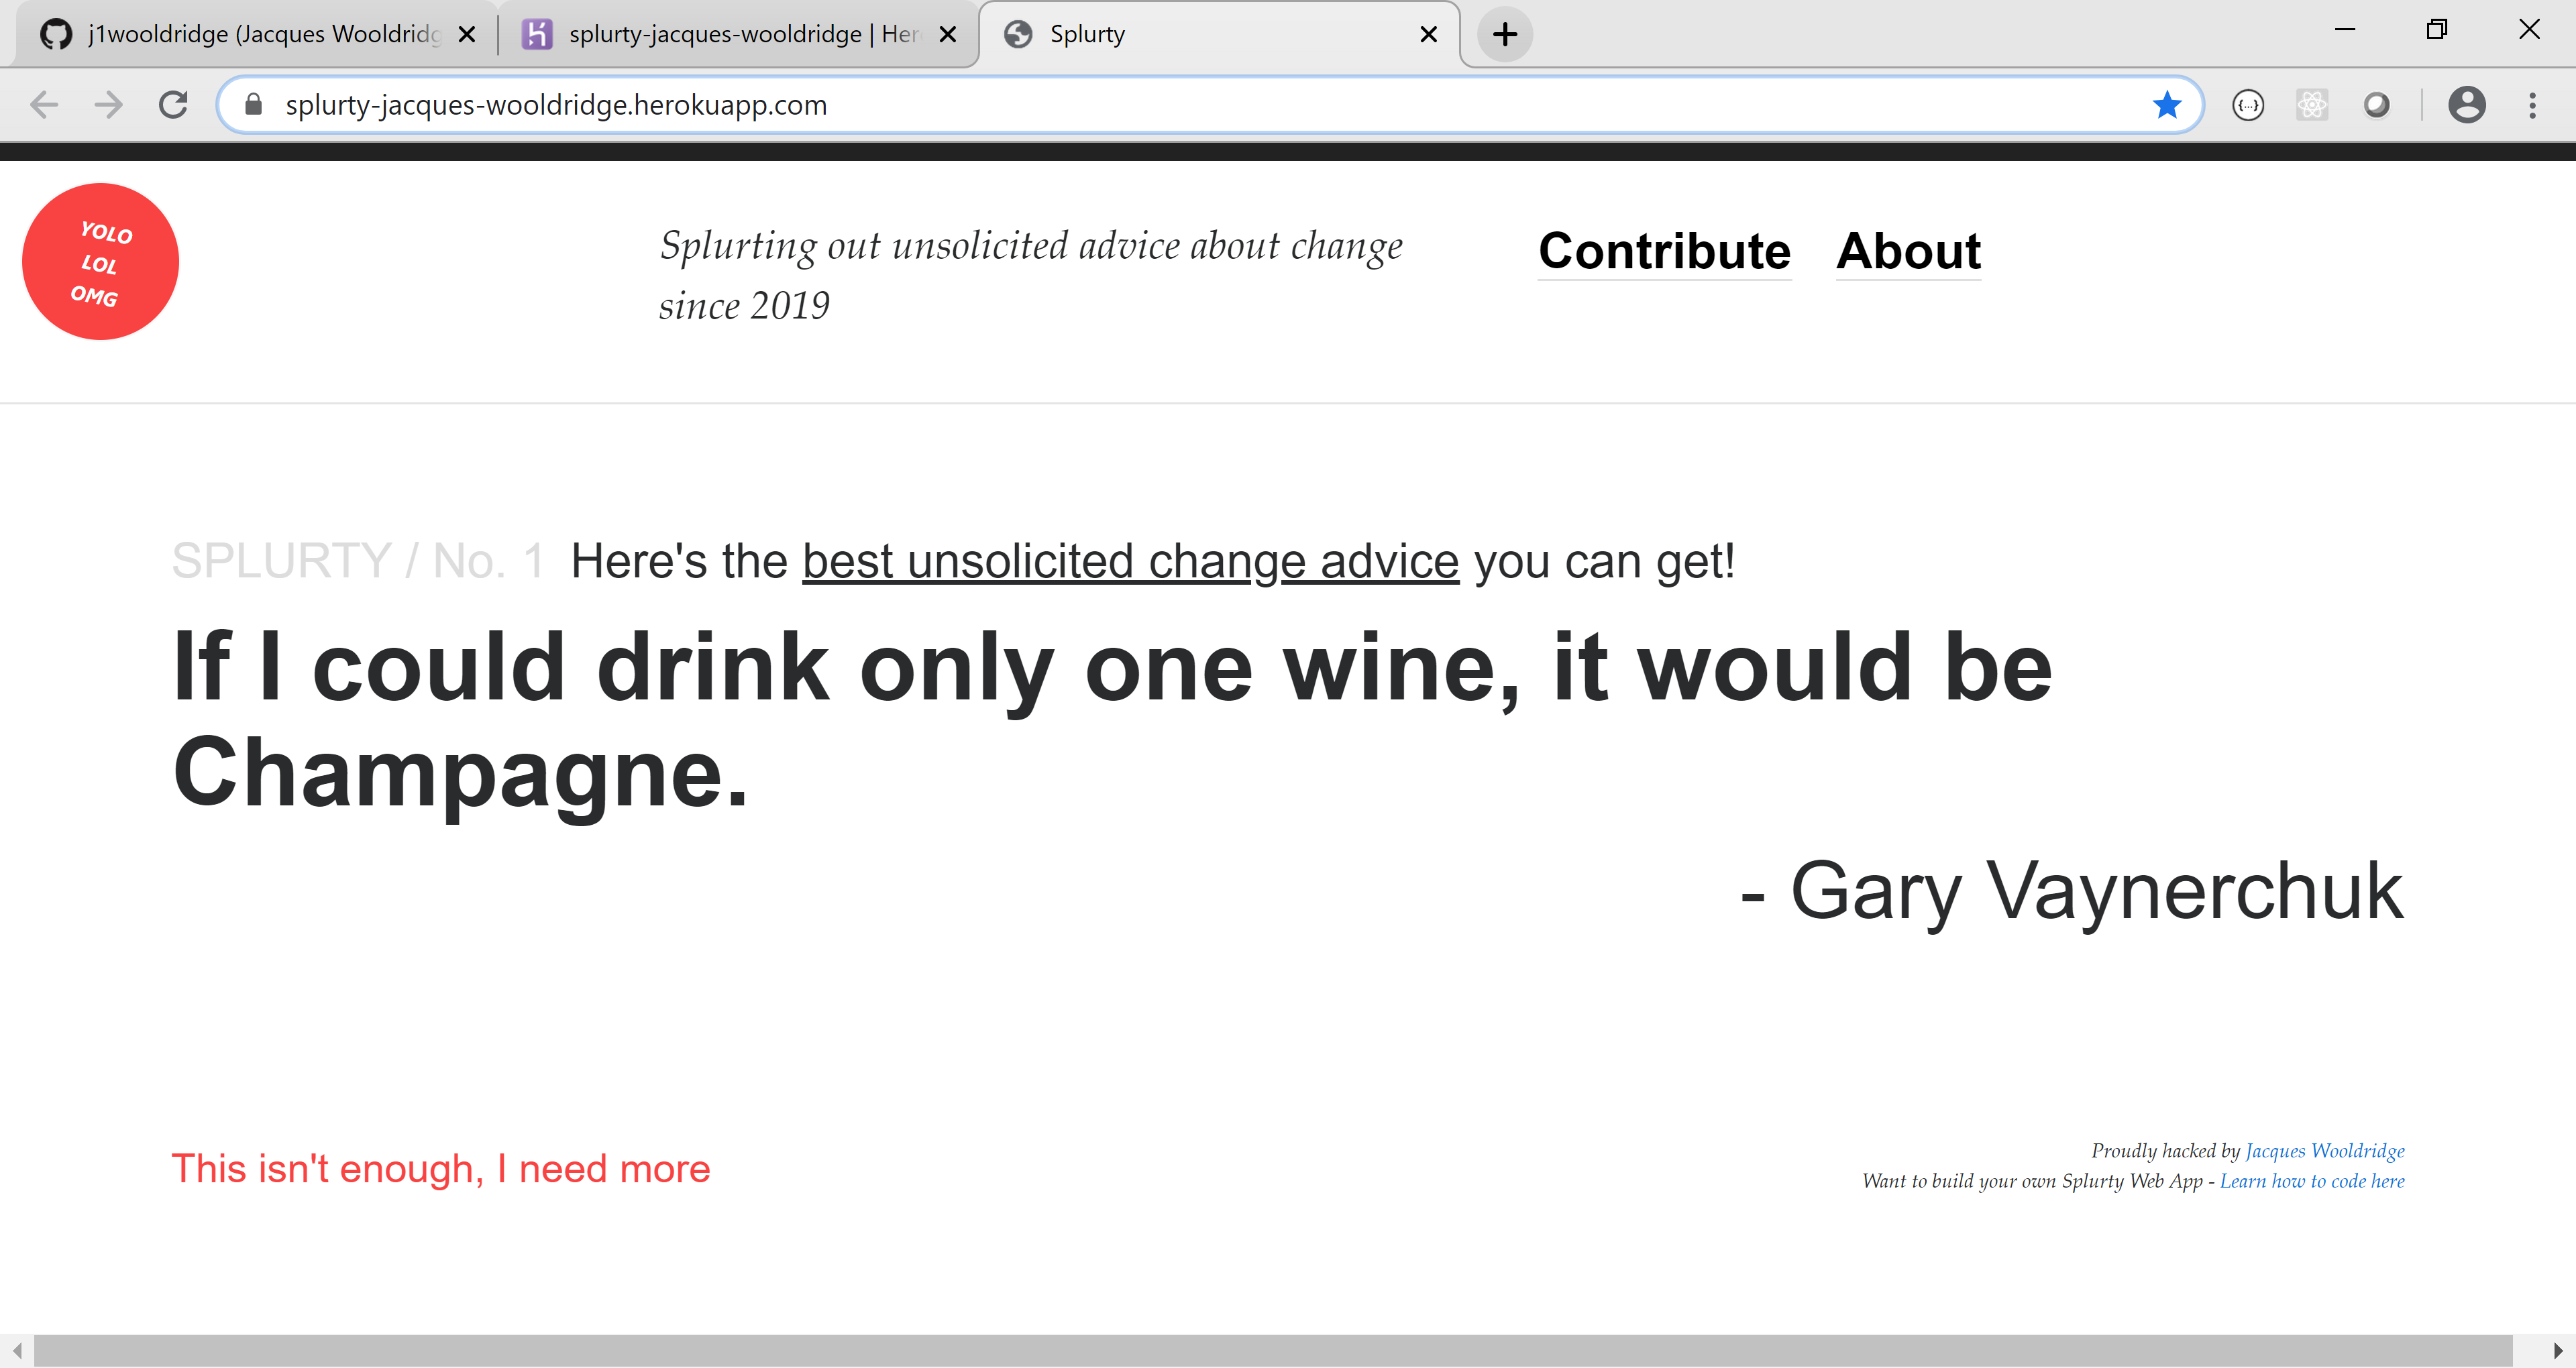 j1wooldridge (Jacques Wooldridg
splurty-jacques-wooldridge | Her
Splurty
splurty-jacques-wooldridge.herokuapp.com
YOLO
LOL
OMG
Splurting out unsolicited advice about change
since 2019
Contribute About
SPLURTY / No. 1 Here's the best unsolicited change advice you can get!
If I could drink only one wine, it would be
Champagne.
- Gary Vaynerchuk
This isn't enough, I need more
Proudly hacked by Jacques Wooldridge
Want to build your own Splurty Web App - Learn how to code here